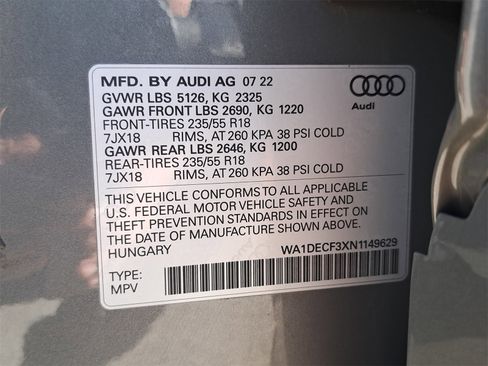 MFD. BY AUDI AG 07 22
GVWR LBS 5126, KG 2325
GAWR FRONT LBS 2690, KG 1220
FRONT-TIRES 235/55 R18
7JX18 RIMS, AT 260 KPA 38 PSI COLD
GAWR REAR LBS 2646, KG 1200
REAR-TIRES 235/55 R18
7JX18 RIMS, AT 260 KPA 38 PSI COLD
Audi
THIS VEHICLE CONFORMS TO ALL APPLICABLE
U.S. FEDERAL MOTOR VEHICLE SAFETY AND
THEFT PREVENTION STANDARDS IN EFFECT ON
THE DATE OF MANUFACTURE SHOWN ABOVE.
HUNGARY WA1DECF3XN1149629
TYPE:
MPV